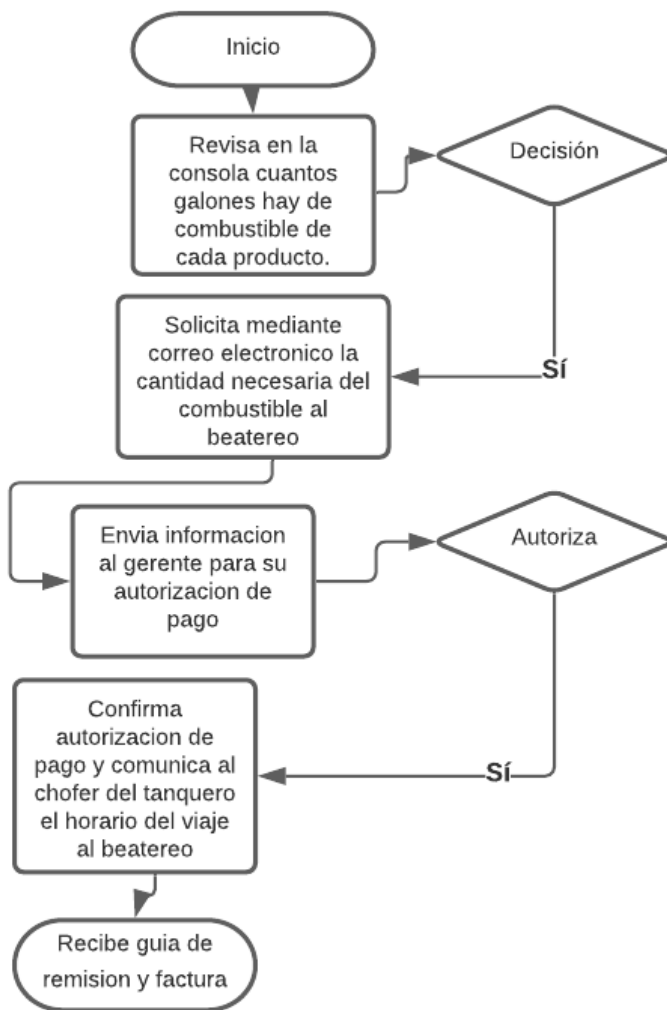 Inicio
Revisa en la
consola cuantos
galones hay de
combustible de
cada producto.
Decisión
Sí
Solicita mediante
correo electronico la
cantidad necesaria del
combustible al
beatereo
Envia informacion
al gerente para su
autorizacion de
pago
Autoriza
Sí
Confirma
autorizacion de
pago y comunica al
chofer del tanquero
el horario del viaje
al beatereo
Recibe guia de
remision y factura